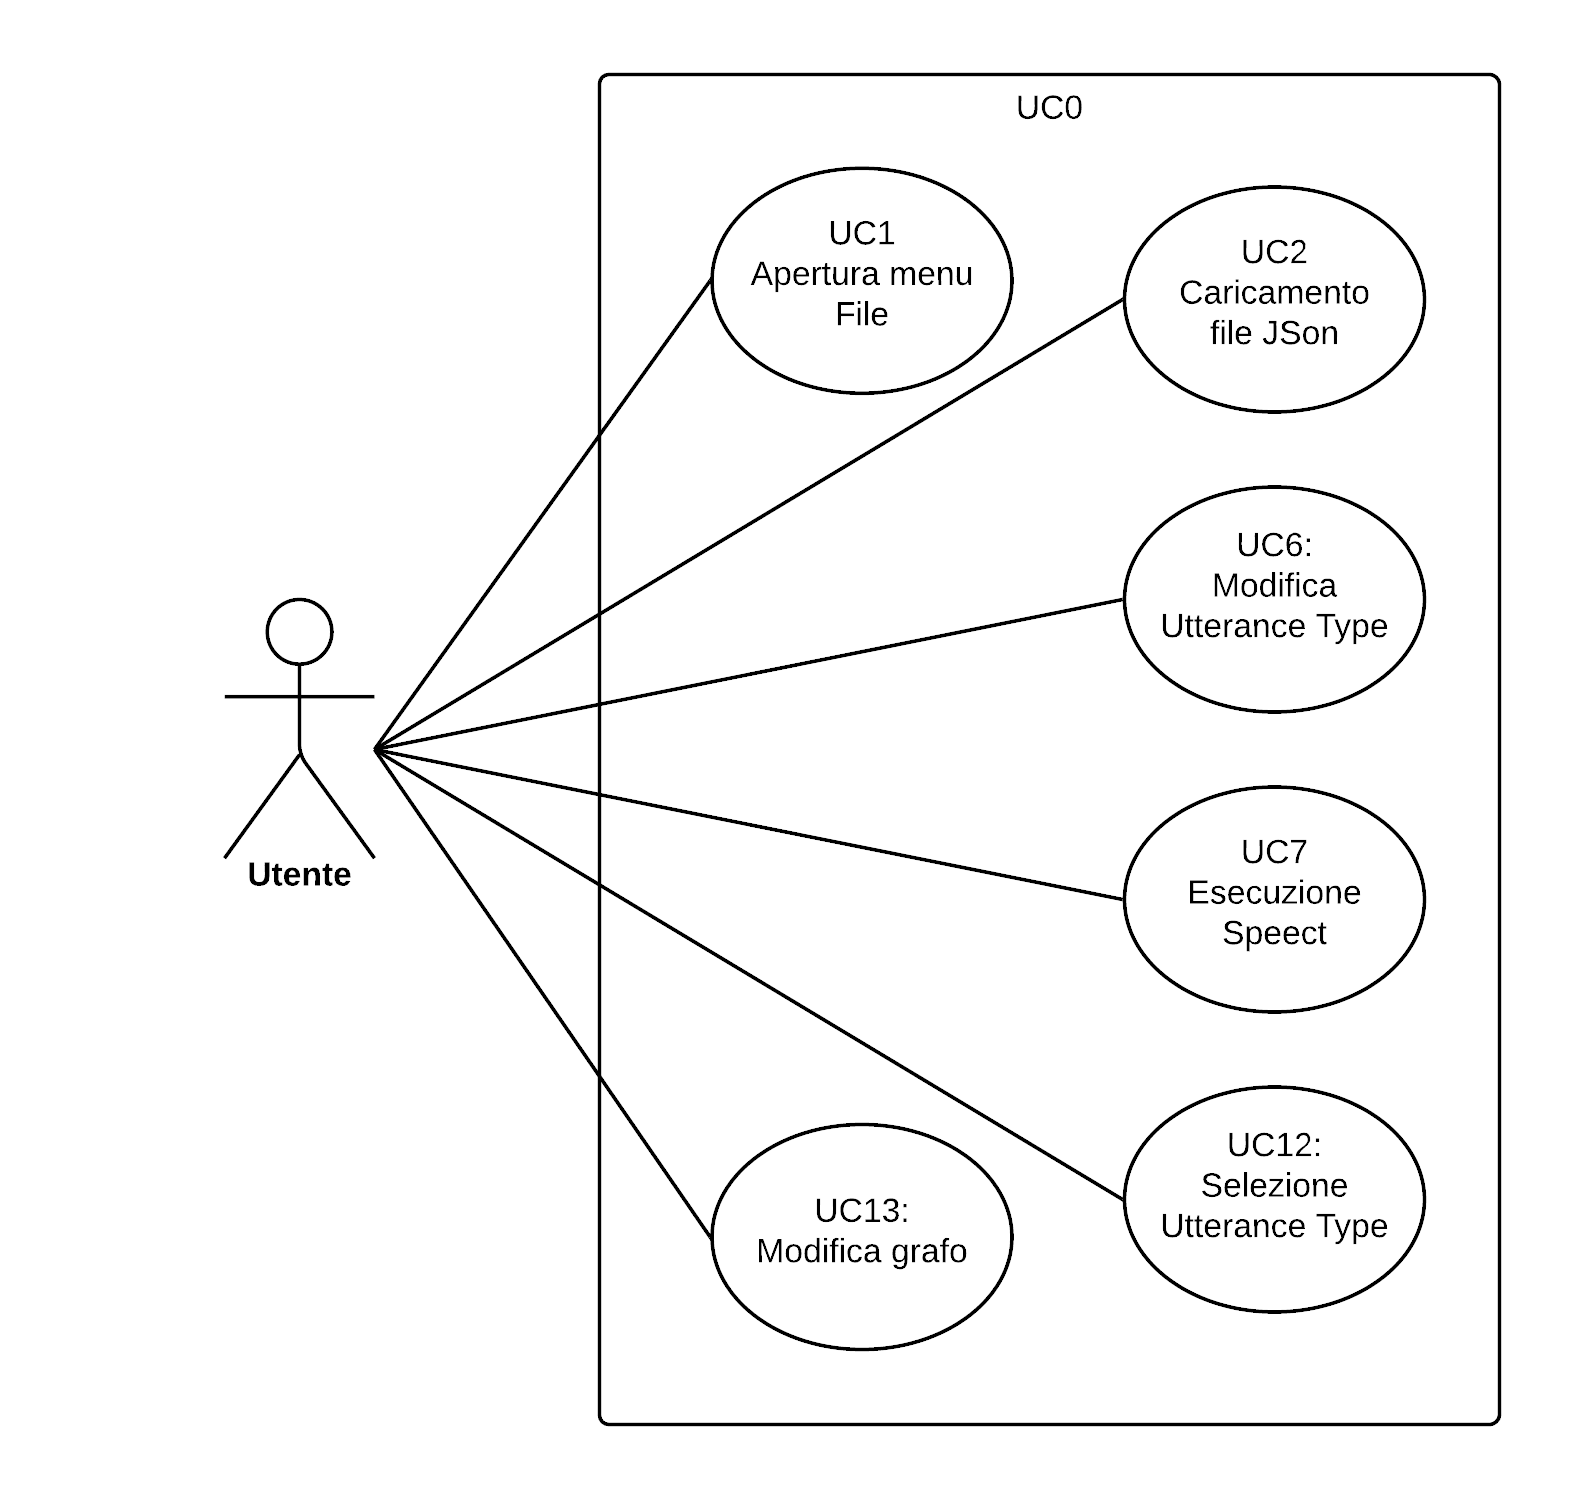 UC0
UC1
Apertura menu
File
UC2
Caricamento
file JSon
UC6:
Modifica
Utterance Type
Utente
UC7
Esecuzione
Speect
UC12:
Selezione
Utterance Type
UC13:
Modifica grafo